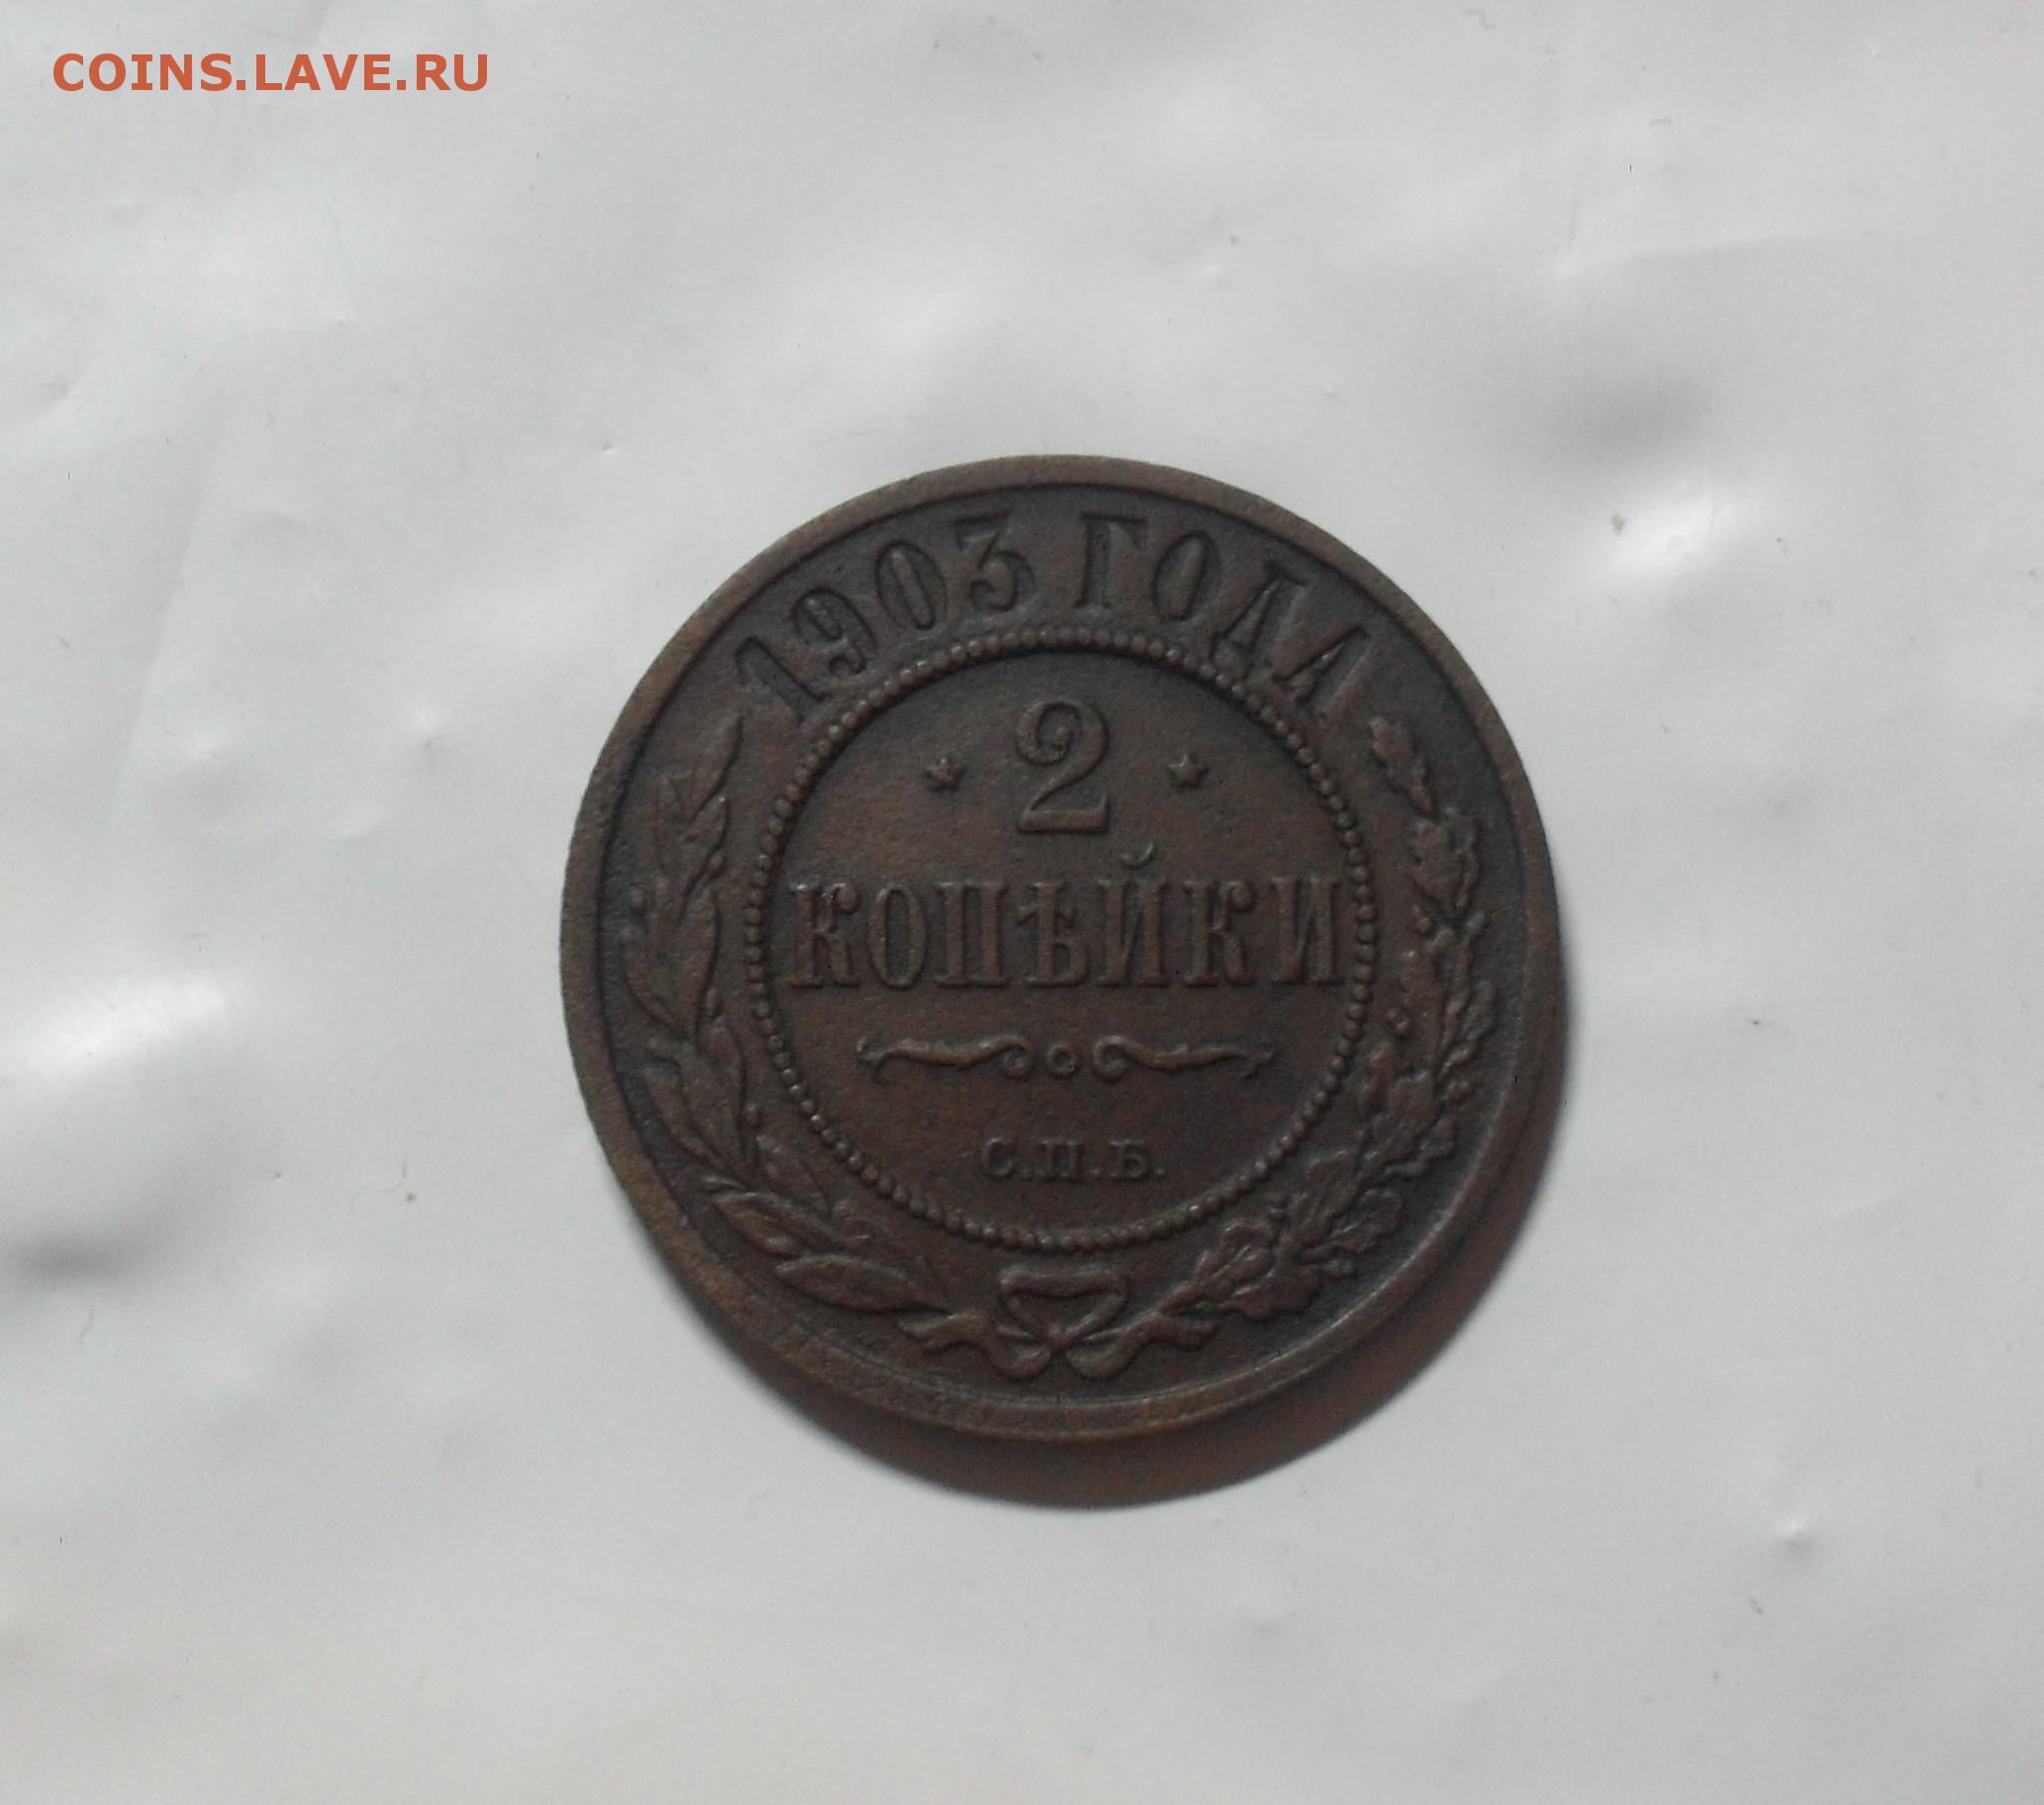 COINS.LAVE.RU
1903 ГОДА
2
КОПѢЙКИ
С.П.Б.